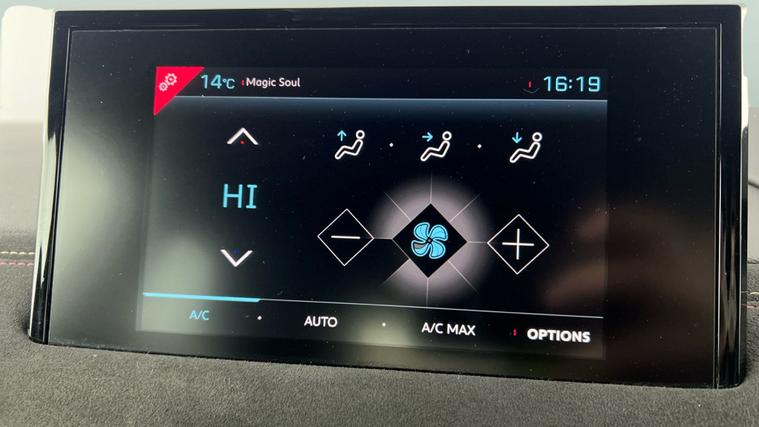 14°C Magic Soul 16:19
HI
A/C AUTO A/C MAX OPTIONS